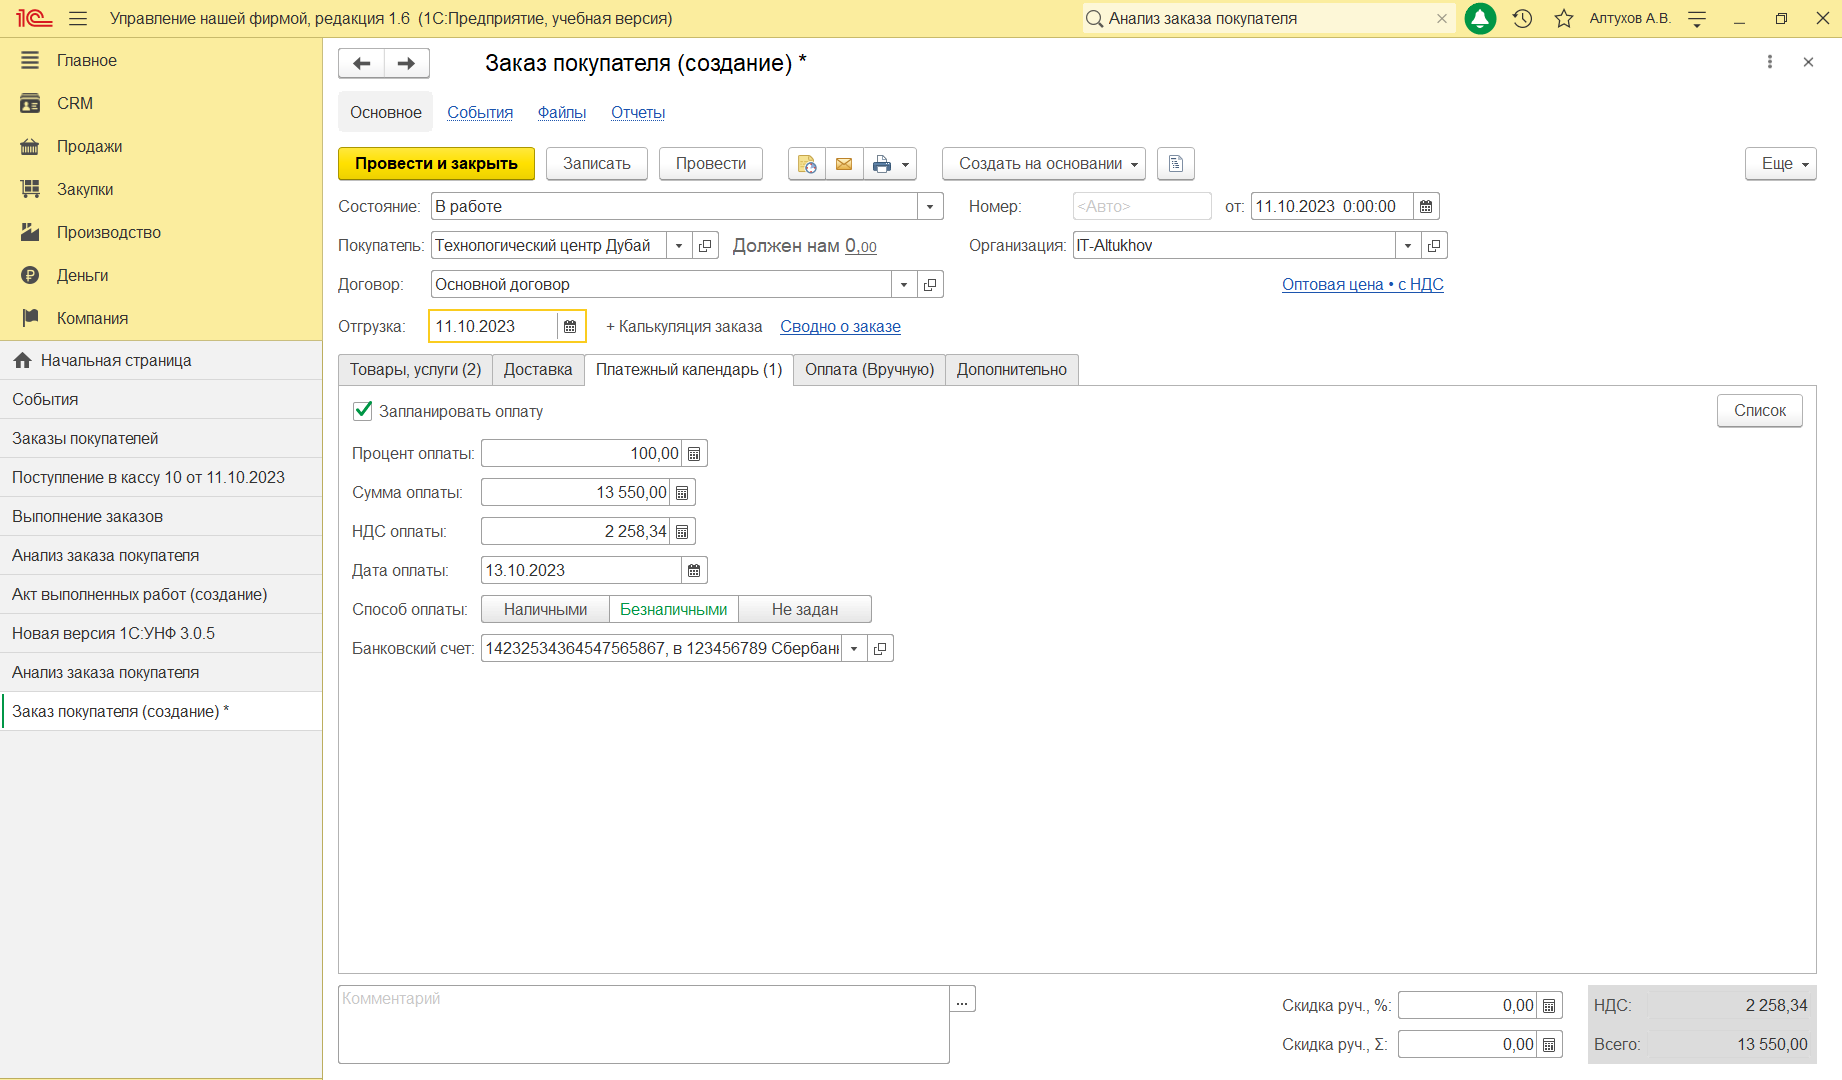 Управление нашей фирмой, редакция 1.6 (1С:Предприятие, учебная версия)
Анализ заказа покупателя
Алтухов А.В.
Главное
CRM
Продажи
Закупки
Производство
Деньги
Компания
Начальная страница
События
Заказы покупателей
Поступление в кассу 10 от 11.10.2023
Выполнение заказов
Анализ заказа покупателя
Акт выполненных работ (создание)
Новая версия 1С:УНФ 3.0.5
Анализ заказа покупателя
Заказ покупателя (создание) *
Заказ покупателя (создание) *
Основное События Файлы Отчеты
Провести и закрыть Записать Провести Создать на основании Еще
Состояние: В работе Номер: <Авто> от: 11.10.2023 0:00:00
Покупатель: Технологический центр Дубай Должен нам 0,00 Организация: IT-Altukhov
Договор: Основной договор Оптовая цена • с НДС
Отгрузка: 11.10.2023 + Калькуляция заказа Сводно о заказе
Товары, услуги (2) Доставка Платежный календарь (1) Оплата (Вручную) Дополнительно
Запланировать оплату Список
Процент оплаты: 100,00
Сумма оплаты: 13 550,00
НДС оплаты: 2 258,34
Дата оплаты: 13.10.2023
Способ оплаты: Наличными Безналичными Не задан
Банковский счет: 14232534364547565867, в 123456789 Сбербан
Комментарий ...
Скидка руч., %: 0,00 НДС: 2 258,34
Скидка руч., Σ: 0,00 Всего: 13 550,00